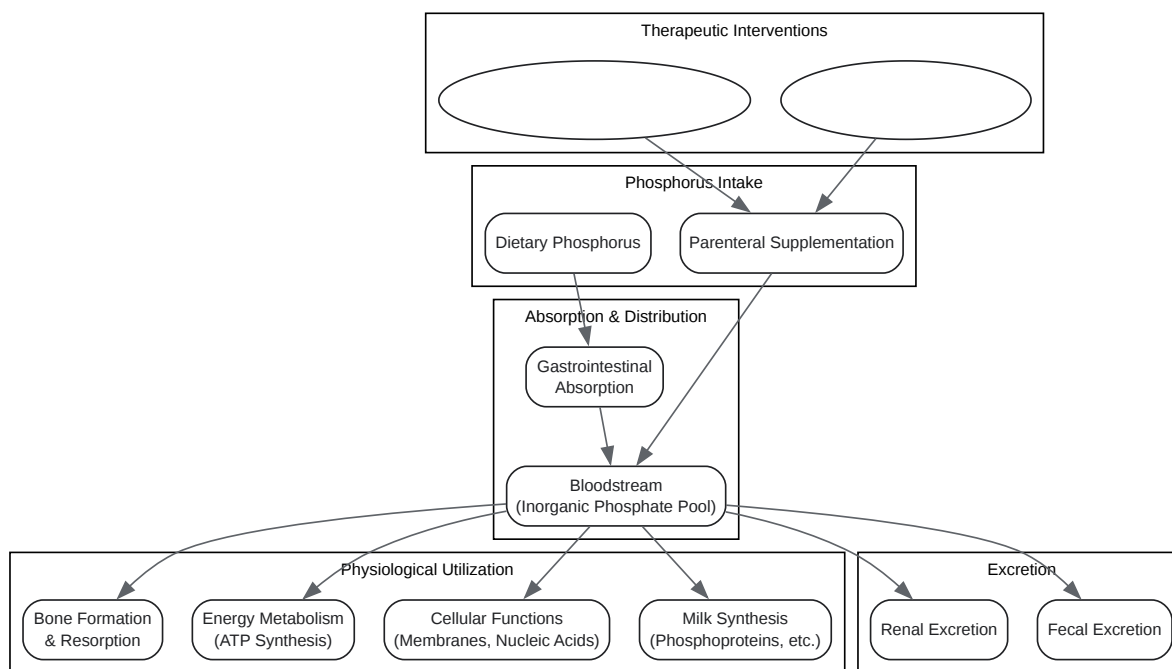 Therapeutic Interventions
Phosphorus Intake
Dietary Phosphorus
Parenteral Supplementation
Absorption & Distribution
Gastrointestinal
Absorption
Bloodstream
(Inorganic Phosphate Pool)
Physiological Utilization
Excretion
Bone Formation
& Resorption
Energy Metabolism
(ATP Synthesis)
Cellular Functions
(Membranes, Nucleic Acids)
Milk Synthesis
(Phosphoproteins, etc.)
Renal Excretion
Fecal Excretion